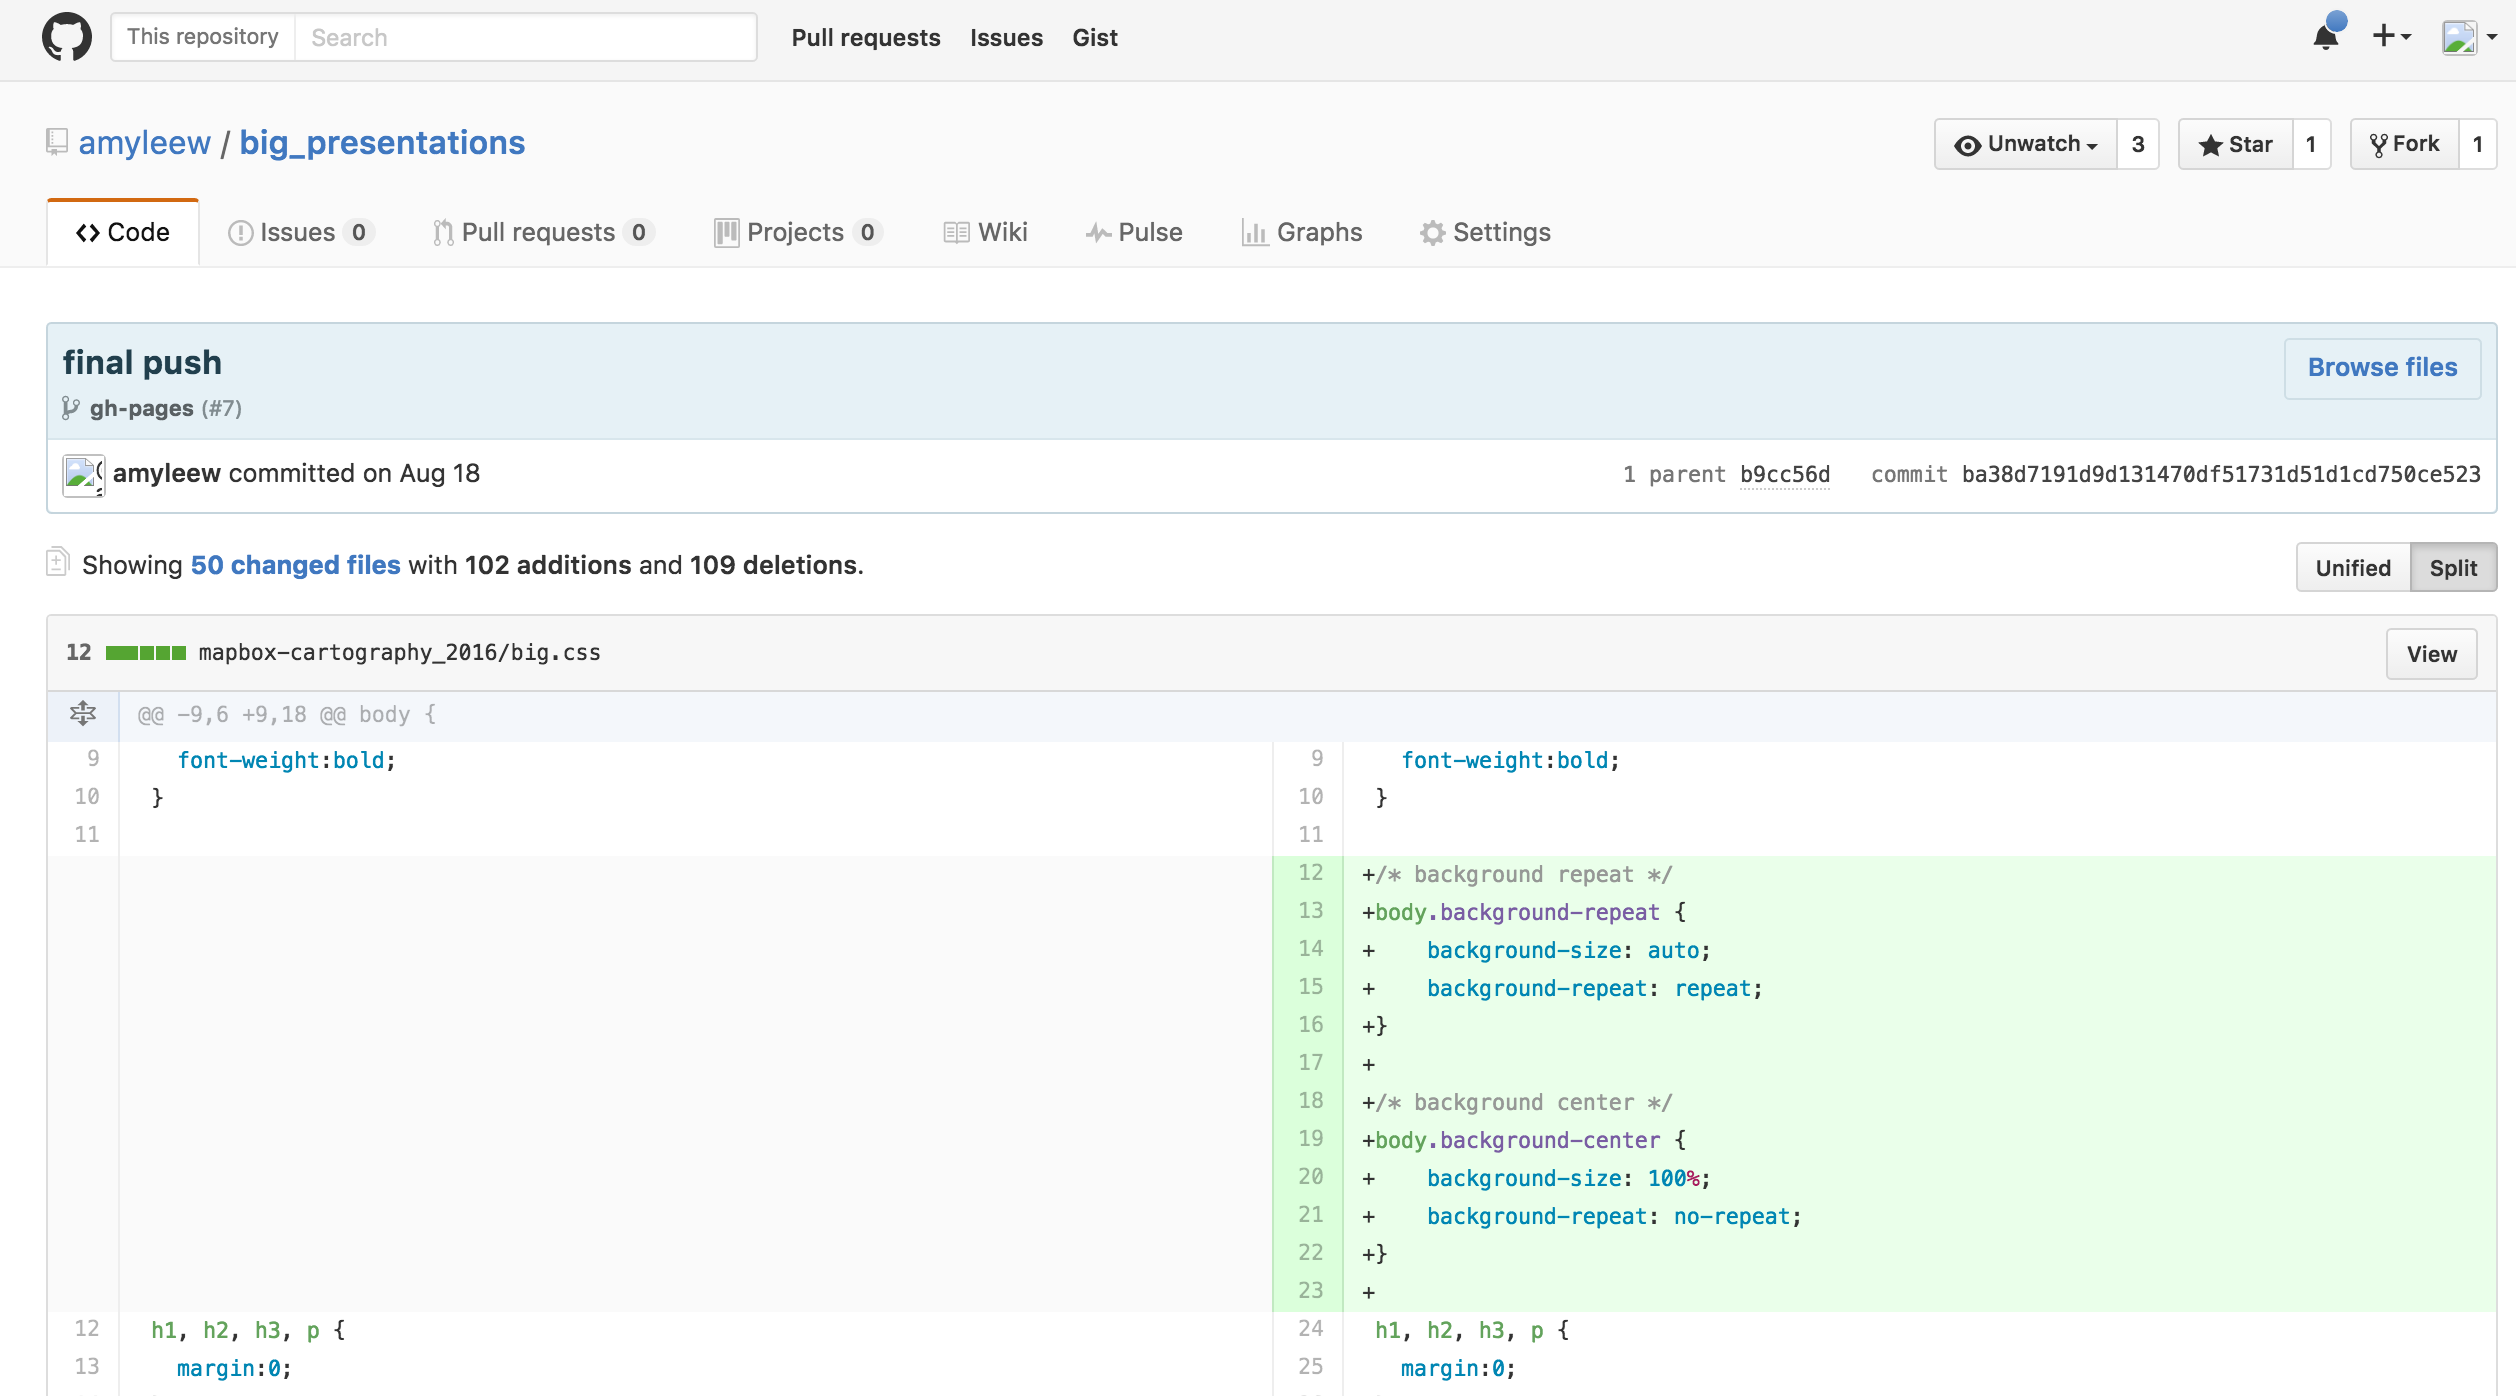 This repository Search Pull requests Issues Gist
amyleew / big_presentations Unwatch 3 Star 1 Fork 1
Code Issues 0 Pull requests 0 Projects 0 Wiki Pulse Graphs Settings
final push Browse files
gh-pages (#7)
amyleew committed on Aug 18 1 parent b9cc56d commit ba38d7191d9d131470df51731d51d1cd750ce523
Showing 50 changed files with 102 additions and 109 deletions. Unified Split
12 mapbox-cartography_2016/big.css View
@@ -9,6 +9,18 @@ body {
9 font-weight:bold; 9 font-weight:bold;
10 } 10 }
11 11
12 +/* background repeat */
13 +body.background-repeat {
14 + background-size: auto;
15 + background-repeat: repeat;
16 +}
17 +
18 +/* background center */
19 +body.background-center {
20 + background-size: 100%;
21 + background-repeat: no-repeat;
22 +}
23 +
12 h1, h2, h3, p { 24 h1, h2, h3, p {
13 margin:0; 25 margin:0;